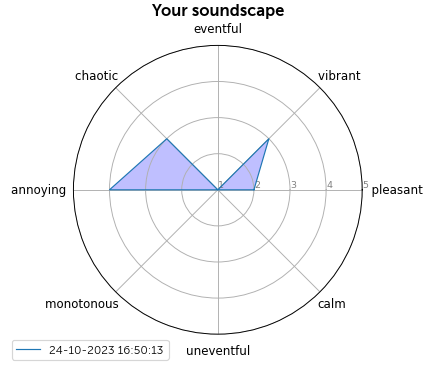 Your soundscape
eventful
chaotic
vibrant
annoying
1 2 3 4 5
pleasant
monotonous
calm
uneventful
24-10-2023 16:50:13